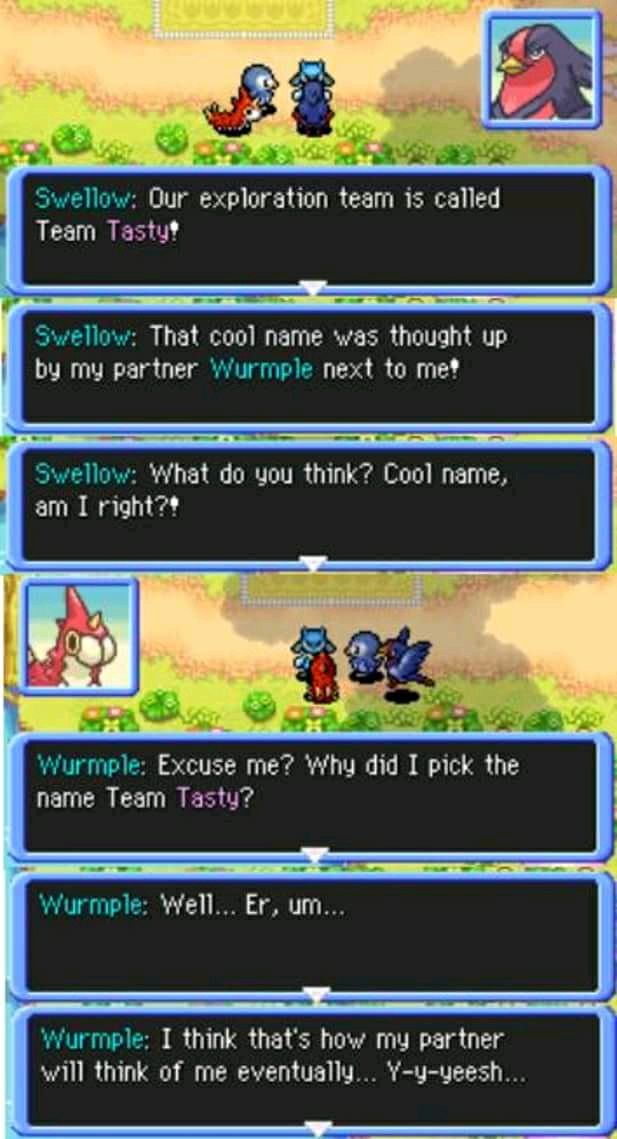 Swellow: Our exploration team is called
Team Tasty!
Swellow: That cool name was thought up
by my partner Wurmple next to me!
Swellow: What do you think? Cool name,
am I right?!
Wurmple: Excuse me? Why did I pick the
name Team Tasty?
Wurmple: Well... Er, um...
Wurmple: I think that's how my partner
will think of me eventually... Y-y-yeesh...